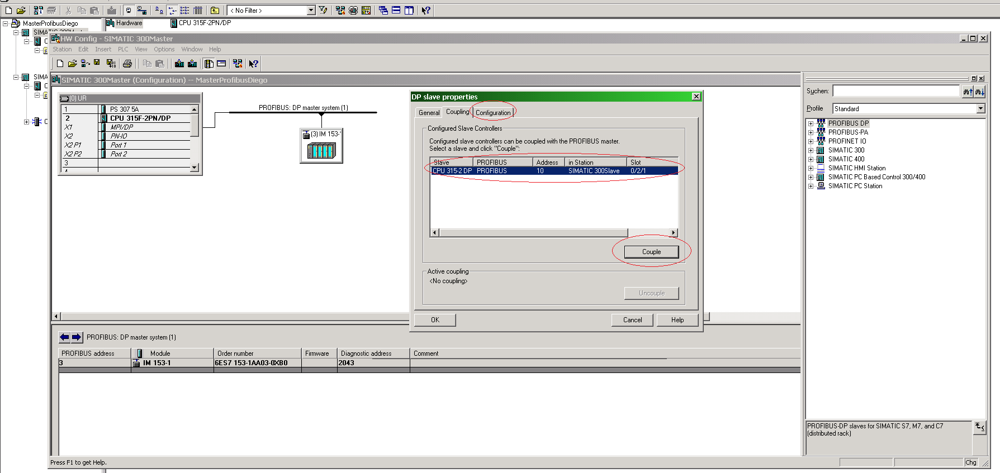 < No Filter >
MasterProfibusDiego
Hardware
CPU 315F-2PN/DP
SIMATIC 300Master
SIMA
HW Config - SIMATIC 300Master
Station Edit Insert PLC View Options Window Help
SIMATIC 300Master (Configuration) -- MasterProfibusDiego
(0) UR
1 PS 307 5A
2 CPU 315F-2PN/DP
X1 MPI/DP
X2 PN-IO
X2 P1 Port 1
X2 P2 Port 2
3
4
PROFIBUS: DP master system (1)
(3) IM 153-1
DP slave properties
General Coupling Configuration
Configured Slave Controllers
Configured slave controllers can be coupled with the PROFIBUS master.
Select a slave and click "Couple":
Slave PROFIBUS Address in Station Slot
CPU 315-2 DP PROFIBUS 10 SIMATIC 300Slave 0/2/1
Couple
Active coupling
<No coupling>
Uncouple
OK Cancel Help
Suchen:
Profile Standard
PROFIBUS DP
PROFIBUS-PA
PROFINET IO
SIMATIC 300
SIMATIC 400
SIMATIC HMI Station
SIMATIC PC Based Control 300/400
SIMATIC PC Station
PROFIBUS-DP slaves for SIMATIC S7, M7, and C7
(distributed rack)
PROFIBUS: DP master system (1)
PROFIBUS address Module Order number Firmware Diagnostic address Comment
3 IM 153-1 6ES7 153-1AA03-0XB0 2043
Press F1 to get Help.
Chg